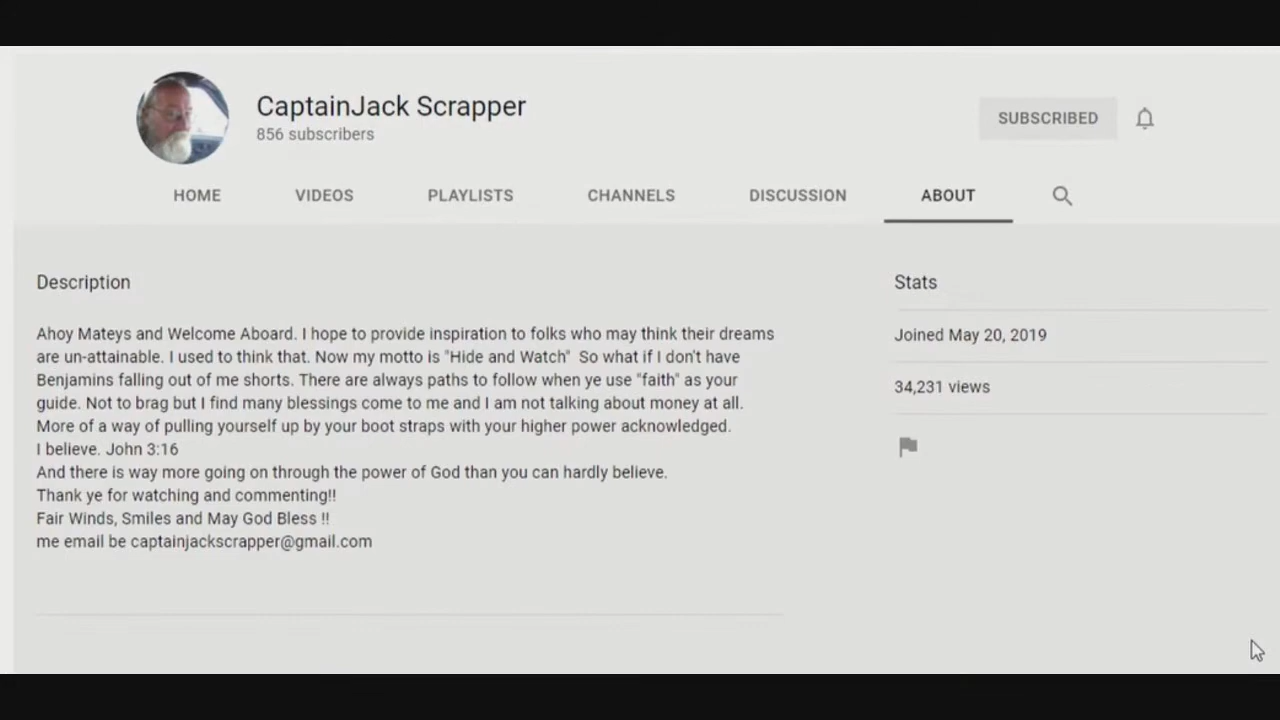 CaptainJack Scrapper
856 subscribers
SUBSCRIBED
HOME VIDEOS PLAYLISTS CHANNELS DISCUSSION ABOUT
Description
Ahoy Mateys and Welcome Aboard. I hope to provide inspiration to folks who may think their dreams
are un-attainable. I used to think that. Now my motto is "Hide and Watch"  So what if I don't have
Benjamins falling out of me shorts. There are always paths to follow when ye use "faith" as your
guide. Not to brag but I find many blessings come to me and I am not talking about money at all.
More of a way of pulling yourself up by your boot straps with your higher power acknowledged.
I believe. John 3:16
And there is way more going on through the power of God than you can hardly believe.
Thank ye for watching and commenting!!
Fair Winds, Smiles and May God Bless !!
me email be captainjackscrapper@gmail.com
Stats
Joined May 20, 2019
34,231 views